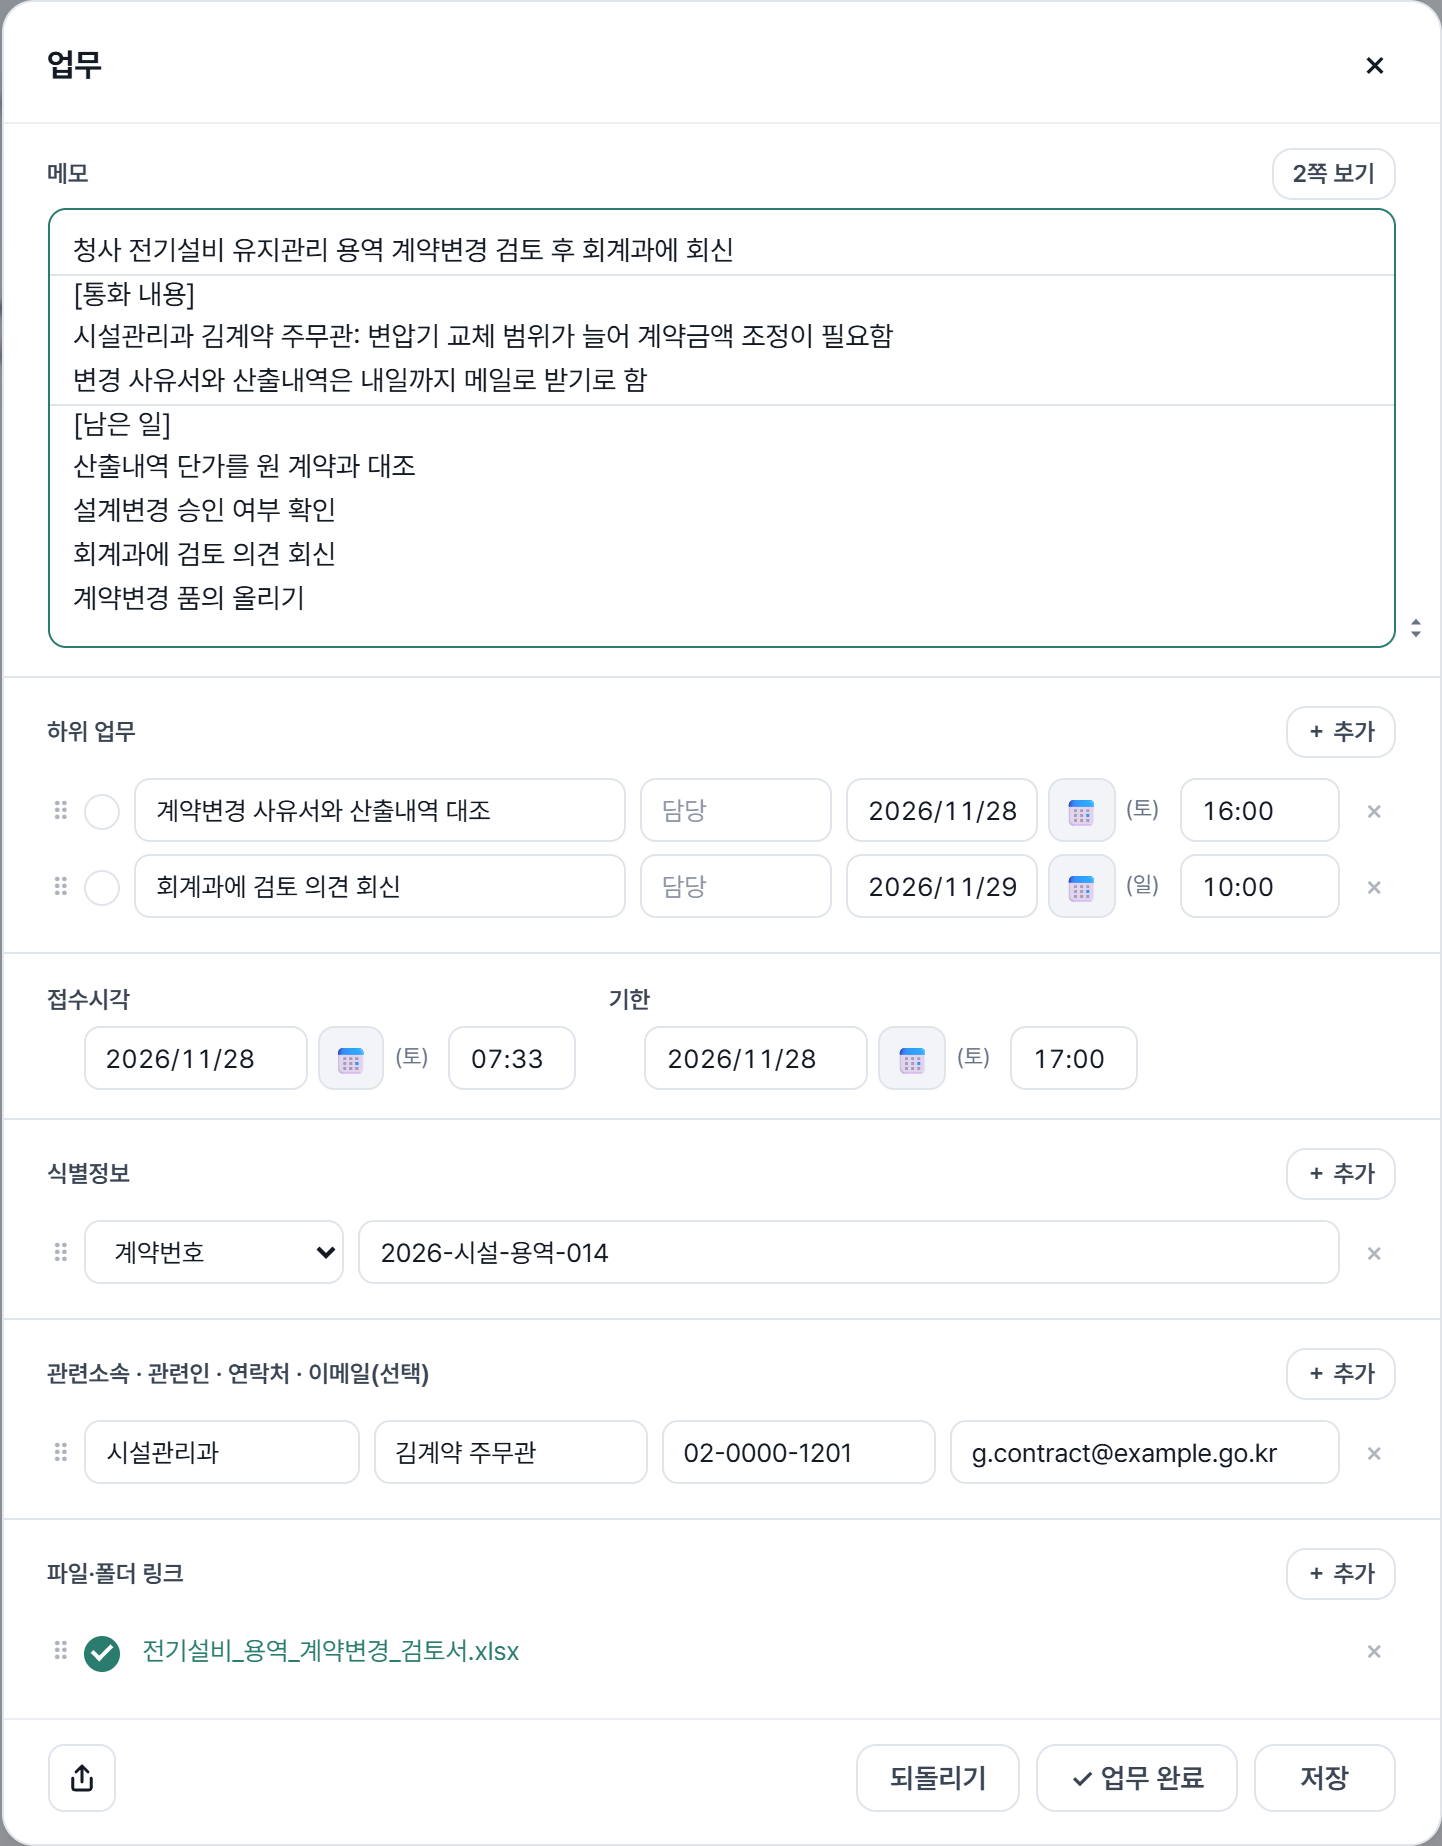 업무
×
메모
2쪽 보기
청사 전기설비 유지관리 용역 계약변경 검토 후 회계과에 회신
[통화 내용]
시설관리과 김계약 주무관: 변압기 교체 범위가 늘어 계약금액 조정이 필요함
변경 사유서와 산출내역은 내일까지 메일로 받기로 함
[남은 일]
산출내역 단가를 원 계약과 대조
설계변경 승인 여부 확인
회계과에 검토 의견 회신
계약변경 품의 올리기
하위 업무
+ 추가
계약변경 사유서와 산출내역 대조 담당 2026/11/28 (토) 16:00 ×
회계과에 검토 의견 회신 담당 2026/11/29 (일) 10:00 ×
접수시각 기한
2026/11/28 (토) 07:33 2026/11/28 (토) 17:00
식별정보
+ 추가
계약번호 2026-시설-용역-014 ×
관련소속 · 관련인 · 연락처 · 이메일(선택)
+ 추가
시설관리과 김계약 주무관 02-0000-1201 g.contract@example.go.kr ×
파일·폴더 링크
+ 추가
전기설비_용역_계약변경_검토서.xlsx ×
되돌리기 ✓ 업무 완료 저장